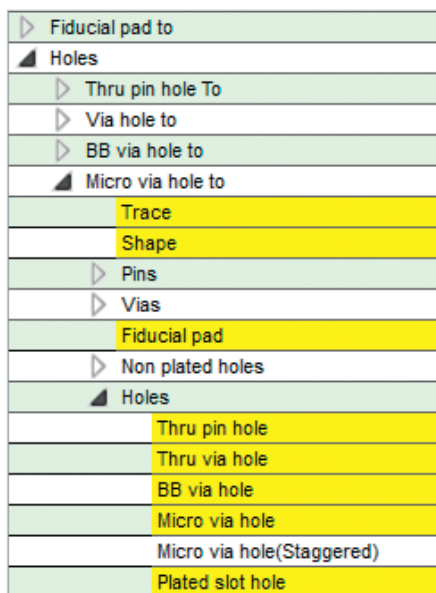 Fiducial pad to
Holes
Thru pin hole To
Via hole to
BB via hole to
Micro via hole to
Trace
Shape
Pins
Vias
Fiducial pad
Non plated holes
Holes
Thru pin hole
Thru via hole
BB via hole
Micro via hole
Micro via hole(Staggered)
Plated slot hole